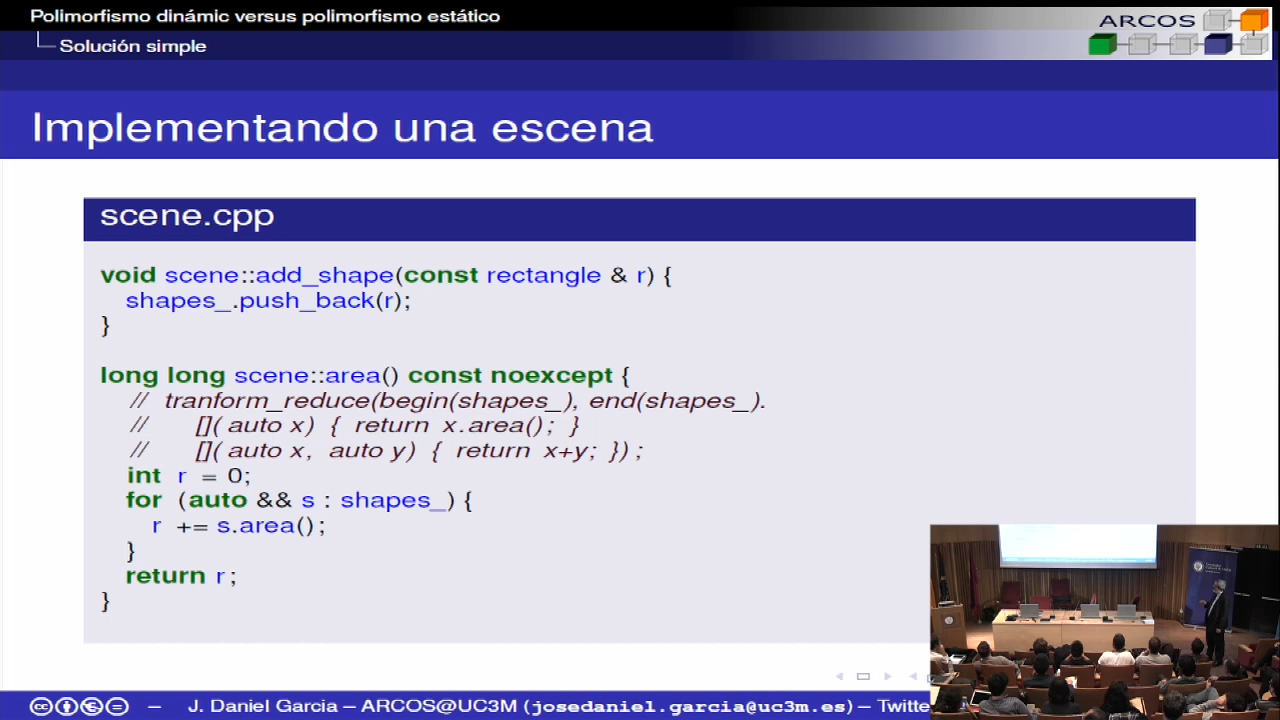 Polimorfismo dinámic versus polimorfismo estático
Solución simple
ARCOS
Implementando una escena
scene.cpp
void scene::add_shape(const rectangle & r) {
shapes_.push_back(r);
}
long long scene::area() const noexcept {
// tranform_reduce(begin(shapes_), end(shapes_).
// [](auto x) { return x.area(); }
// [](auto x, auto y) { return x+y; });
int r = 0;
for (auto && s : shapes_) {
r += s.area();
}
return r;
}
cc – J. Daniel Garcia – ARCOS@UC3M (josedaniel.garcia@uc3m.es) – Twitte